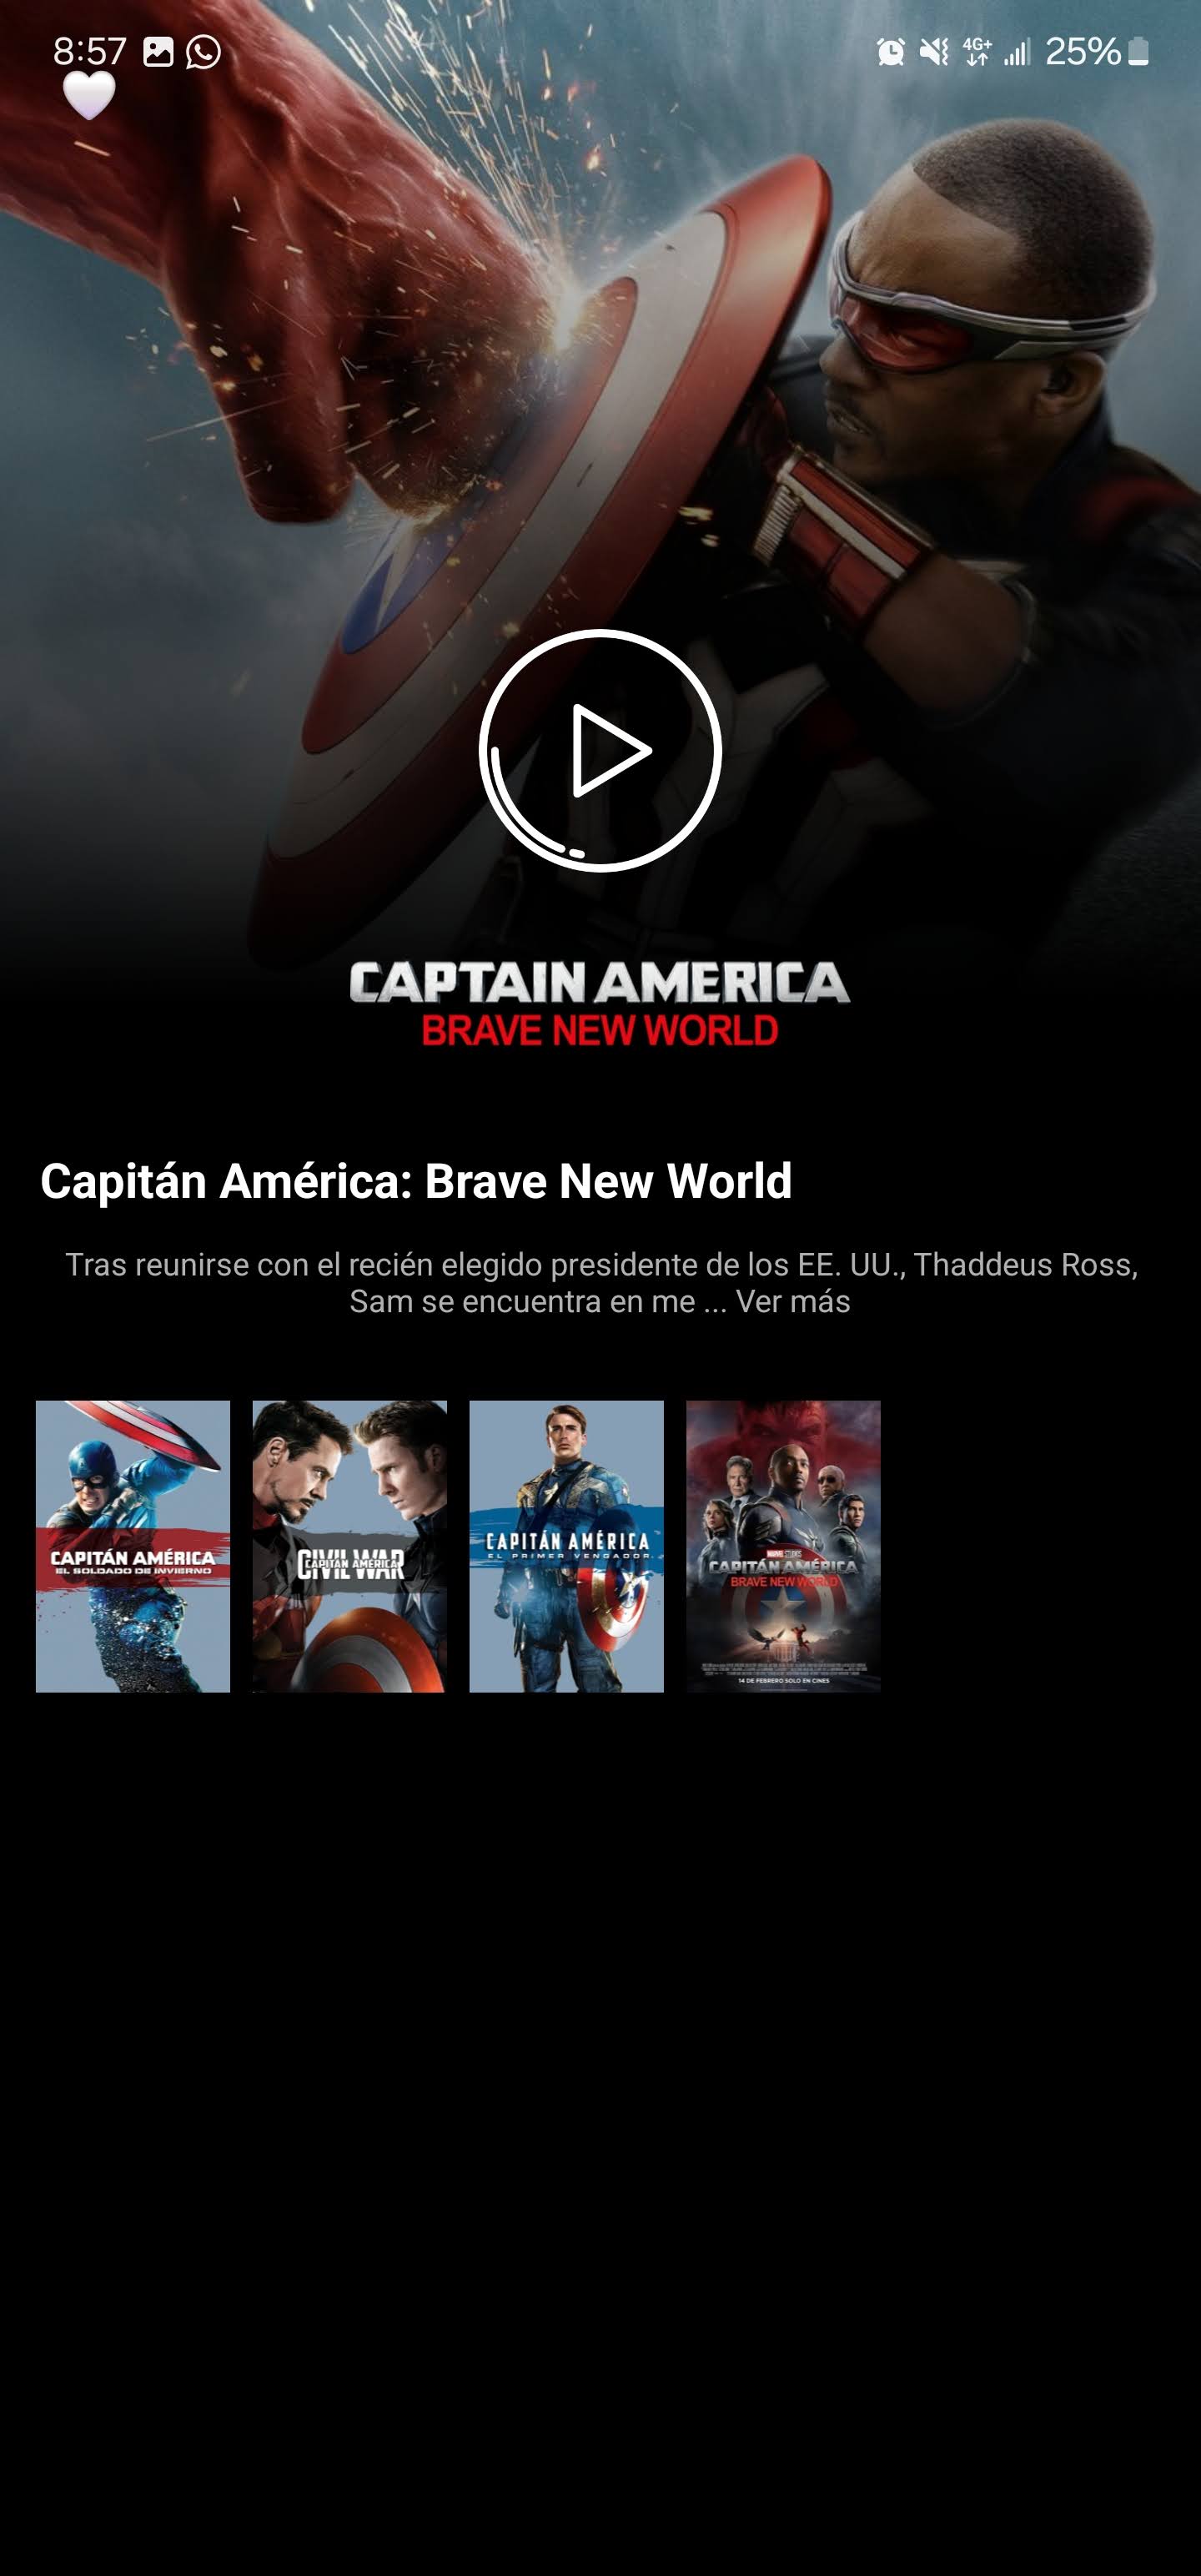 8:57
4G+
25%
CAPTAIN AMERICA
BRAVE NEW WORLD
Capitán América: Brave New World
Tras reunirse con el recién elegido presidente de los EE. UU., Thaddeus Ross,
Sam se encuentra en me ... Ver más
CAPITÁN AMÉRICA
EL SOLDADO DE INVIERNO
CIVIL WAR
CAPITÁN AMÉRICA
CAPITÁN AMÉRICA
EL PRIMER VENGADOR
MARVEL STUDIOS
CAPITÁN AMÉRICA
BRAVE NEW WORLD
14 DE FEBRERO SOLO EN CINES